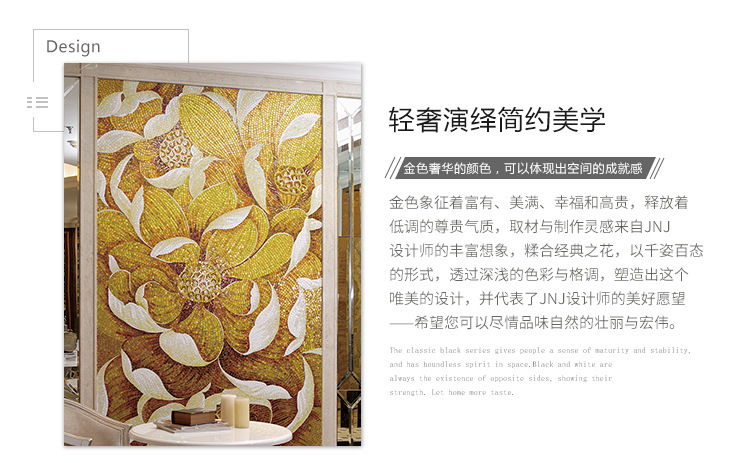 Design
轻奢演绎简约美学
金色奢华的颜色，可以体现出空间的成就感
金色象征着富有、美满、幸福和高贵，释放着
低调的尊贵气质，取材与制作灵感来自JNJ
设计师的丰富想象，糅合经典之花，以千姿百态
的形式，透过深浅的色彩与格调，塑造出这个
唯美的设计，并代表了JNJ设计师的美好愿望
——希望您可以尽情品味自然的壮丽与宏伟。
The classic black series gives people a sense of maturity and stability,
and has boundless spirit in space.Black and white are
always the existence of opposite sides, showing their
strength. Let home more taste.